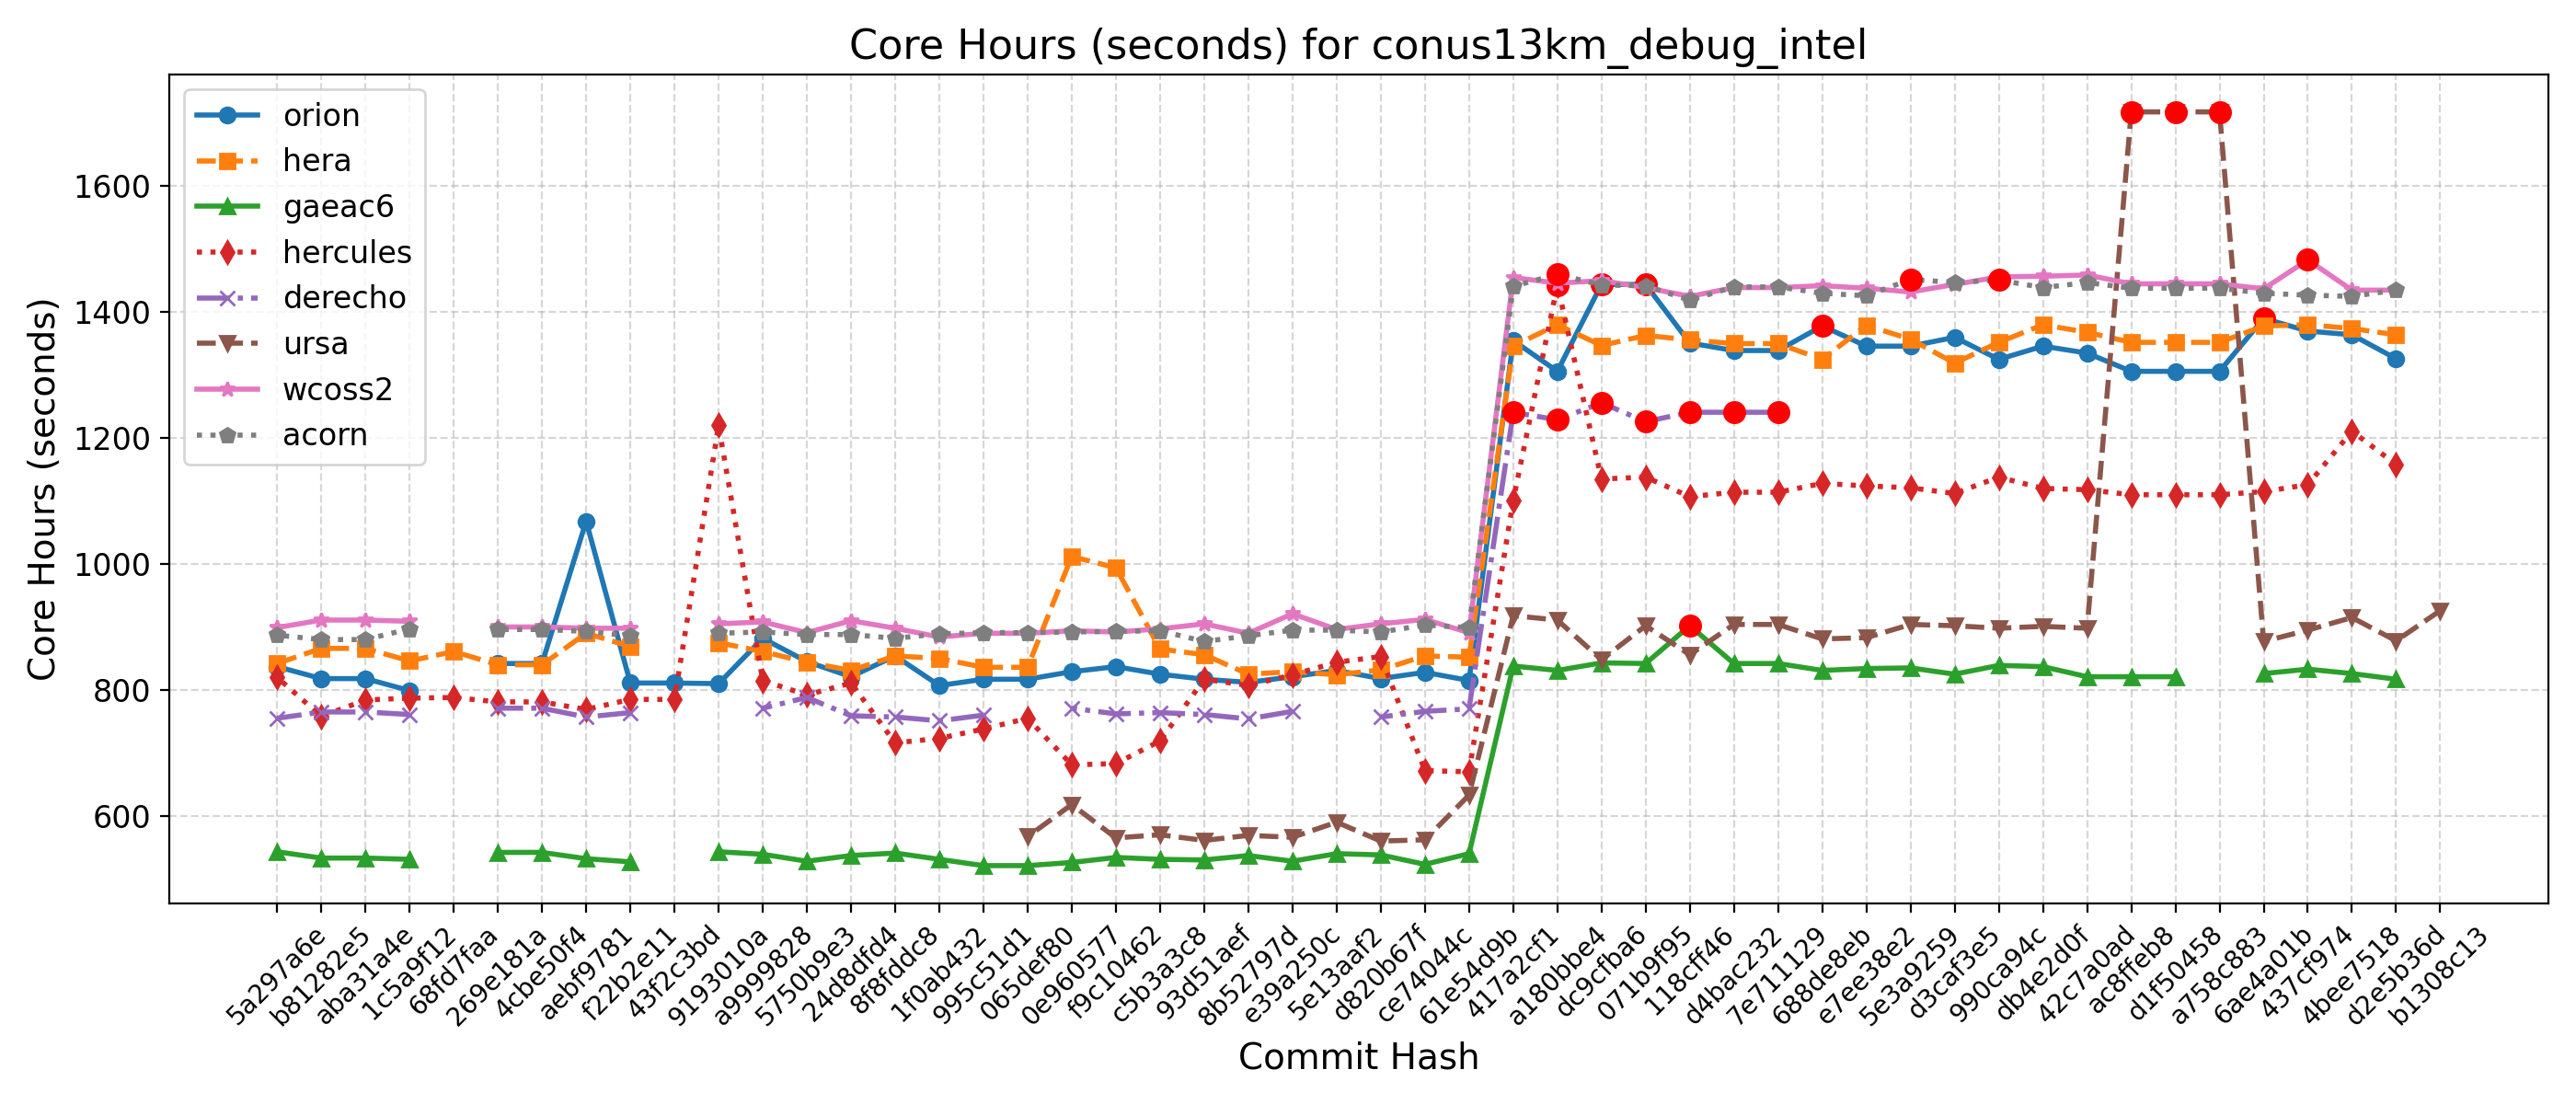 Core Hours (seconds) for conus13km_debug_intel
orion
hera
gaeac6
hercules
derecho
ursa
wcoss2
acorn
Core Hours (seconds)
1600
1400
1200
1000
800
600
5a297a6e
b81282e5
aba31a4e
1c5a9f12
68fd7faa
269e181a
4cbe50f4
aebf9781
f22b2e11
43f2c3bd
9193010a
a9999828
5750b9e3
24d8dfd4
8f8fddc8
1f0ab432
995c51d1
065def80
0e960577
f9c10462
c5b3a3c8
93d51aef
8b52797d
e39a250c
5e13aaf2
d820b67f
ce74044c
61e54d9b
417a2cf1
a180bbe4
dc9cfba6
071b9f95
118cff46
d4bac232
7e711129
688de8eb
e7ee38e2
5e3a9259
d3caf3e5
990ca94c
db4e2d0f
42c7a0ad
ac8ffeb8
d1f50458
a758c883
6ae4a01b
437cf974
4bee7518
d2e5b36d
b1308c13
Commit Hash